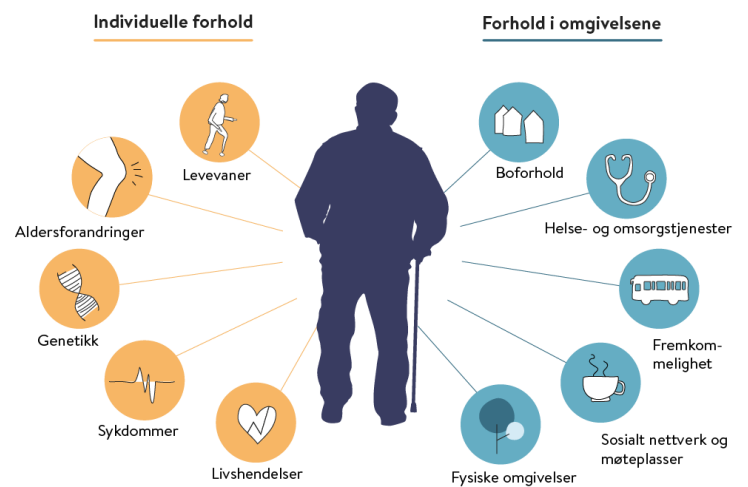 Individuelle forhold
Forhold i omgivelsene
Levevaner
Aldersforandringer
Genetikk
Sykdommer
Livshendelser
Boforhold
Helse- og omsorgstjenester
Fremkom-
melighet
Sosialt nettverk og
møteplasser
Fysiske omgivelser